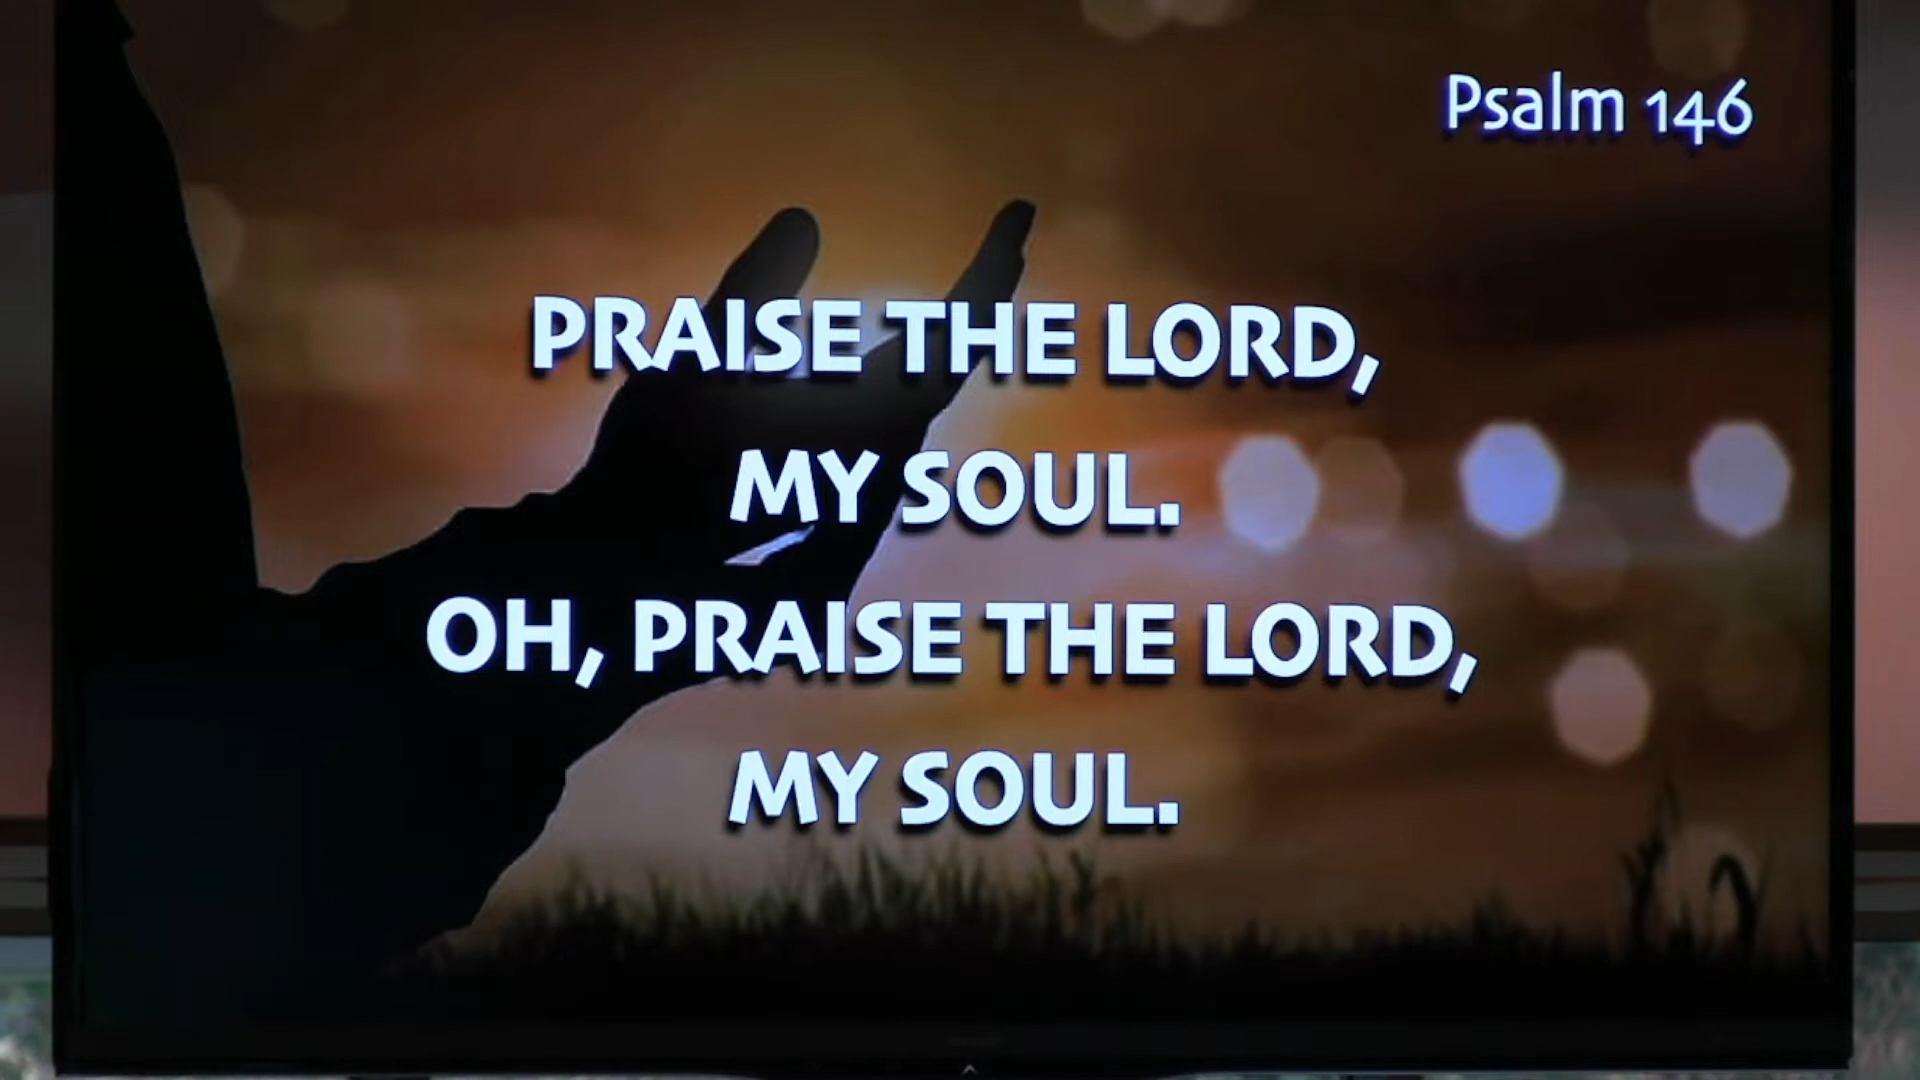 Psalm 146
PRAISE THE LORD,
MY SOUL.
OH, PRAISE THE LORD,
MY SOUL.